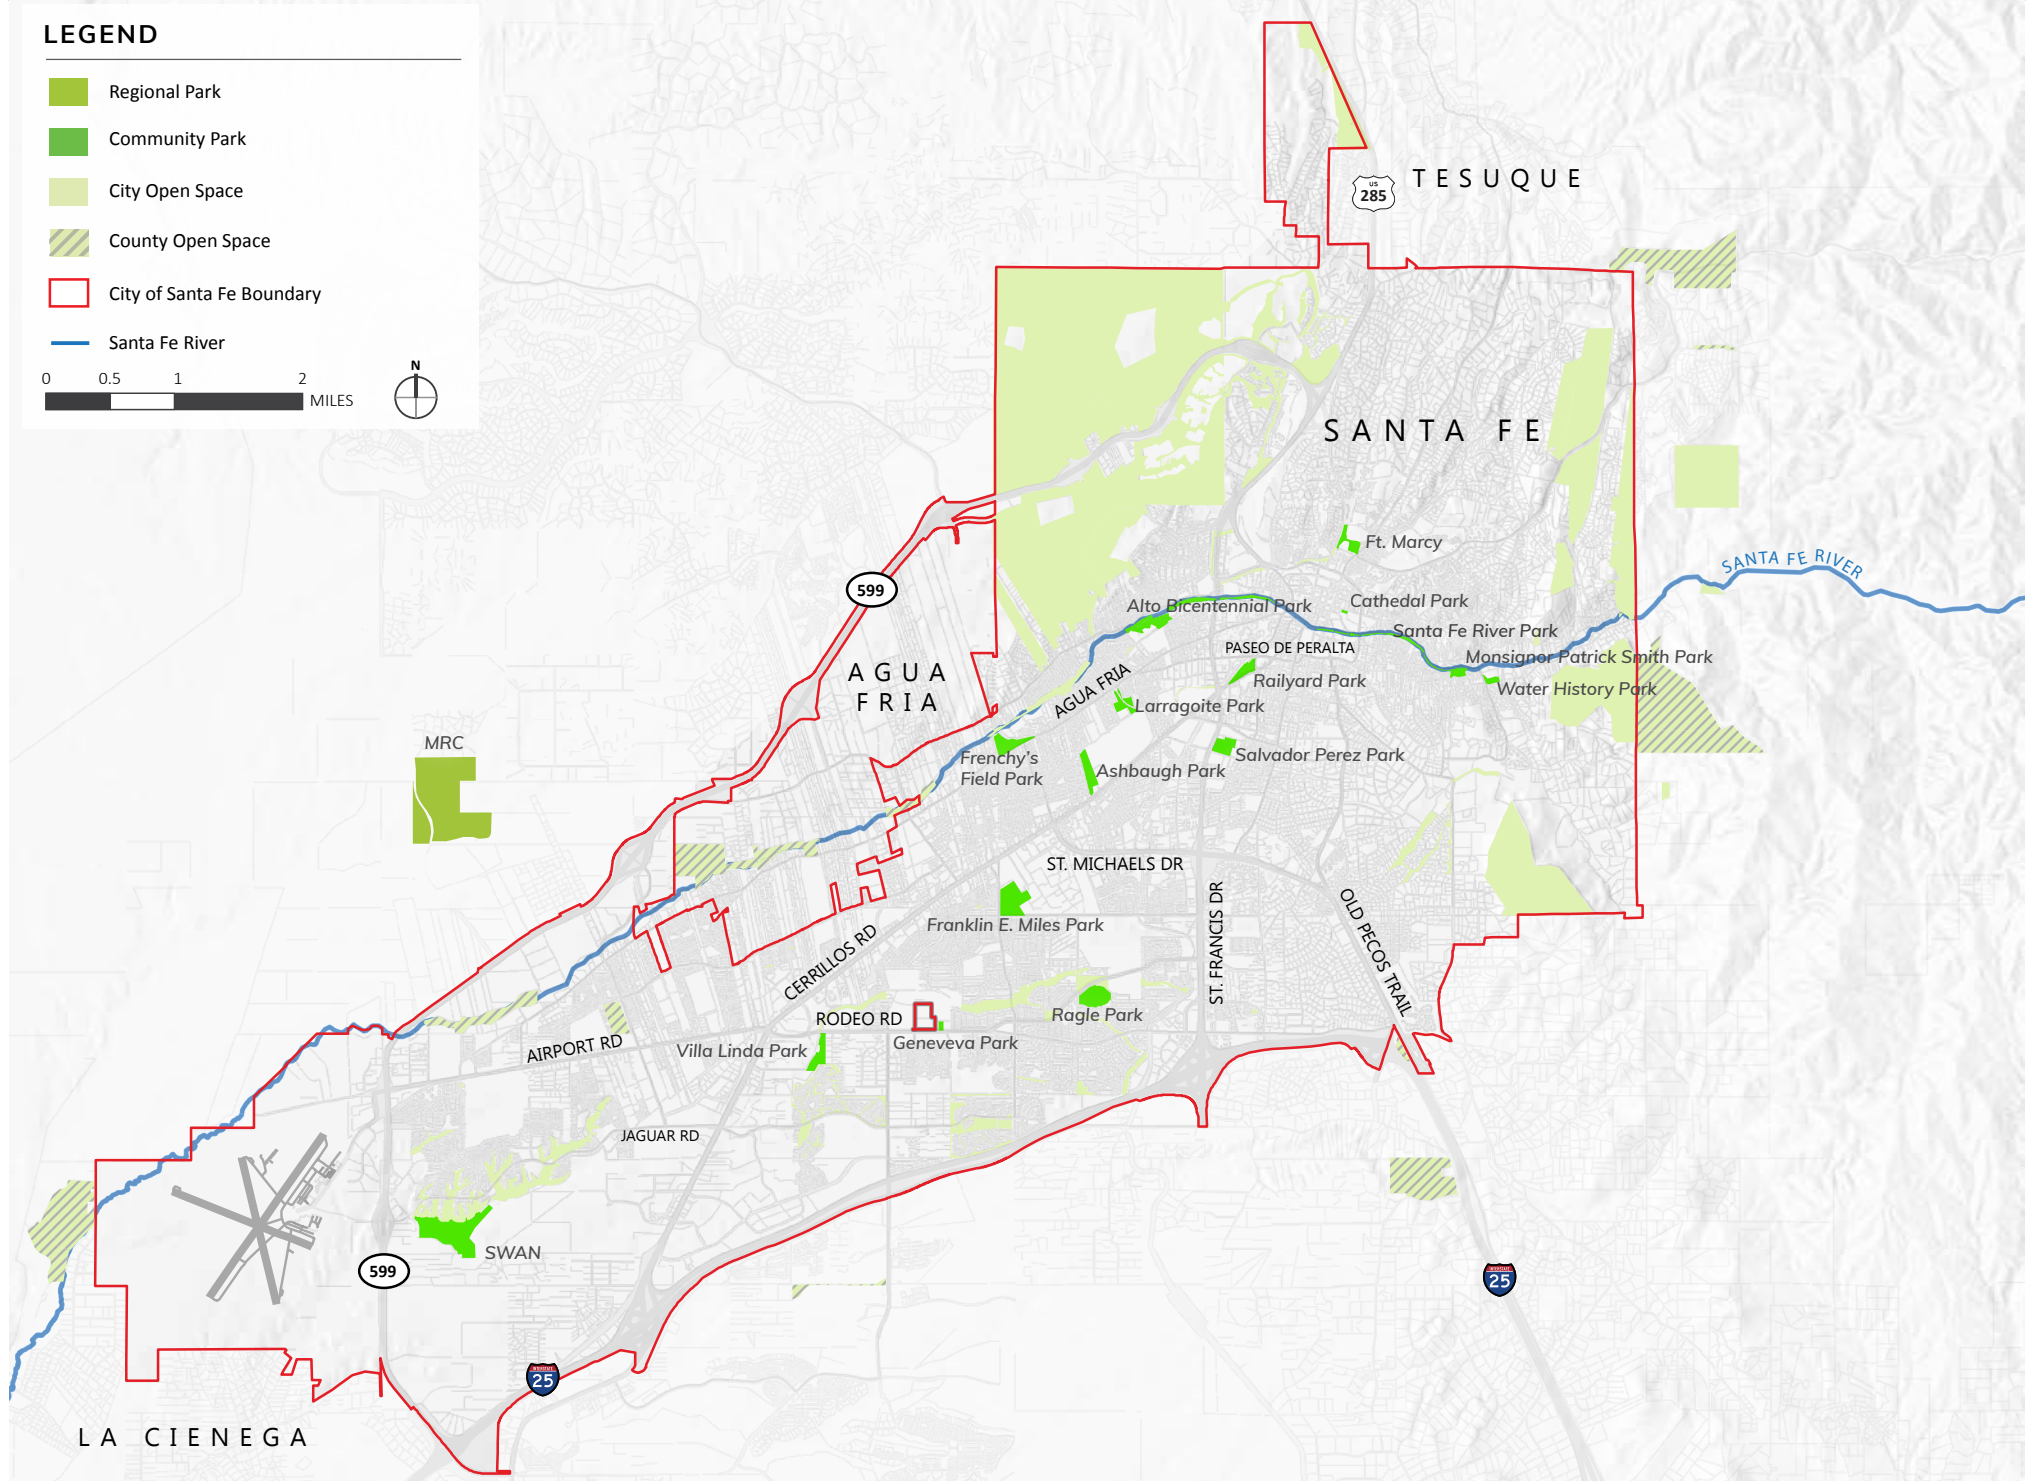 LEGEND
Regional Park
Community Park
City Open Space
County Open Space
City of Santa Fe Boundary
Santa Fe River
N
0 0.5 1 2
MILES
US
285
TESUQUE
SANTA FE
Ft. Marcy
SANTA FE RIVER
599
Alto Bicentennial Park
Cathedal Park
Santa Fe River Park
PASEO DE PERALTA
Monsignor Patrick Smith Park
AGUA
FRIA
AGUA FRIA
Railyard Park
Water History Park
Larragoite Park
MRC
Frenchy's
Field Park
Salvador Perez Park
Ashbaugh Park
ST. MICHAELS DR
Franklin E. Miles Park
ST. FRANCIS DR
OLD PECOS TRAIL
CERRILLOS RD
RODEO RD
Ragle Park
AIRPORT RD
Villa Linda Park
Geneveva Park
JAGUAR RD
SWAN
599
INTERSTATE
25
INTERSTATE
25
LA CIENEGA